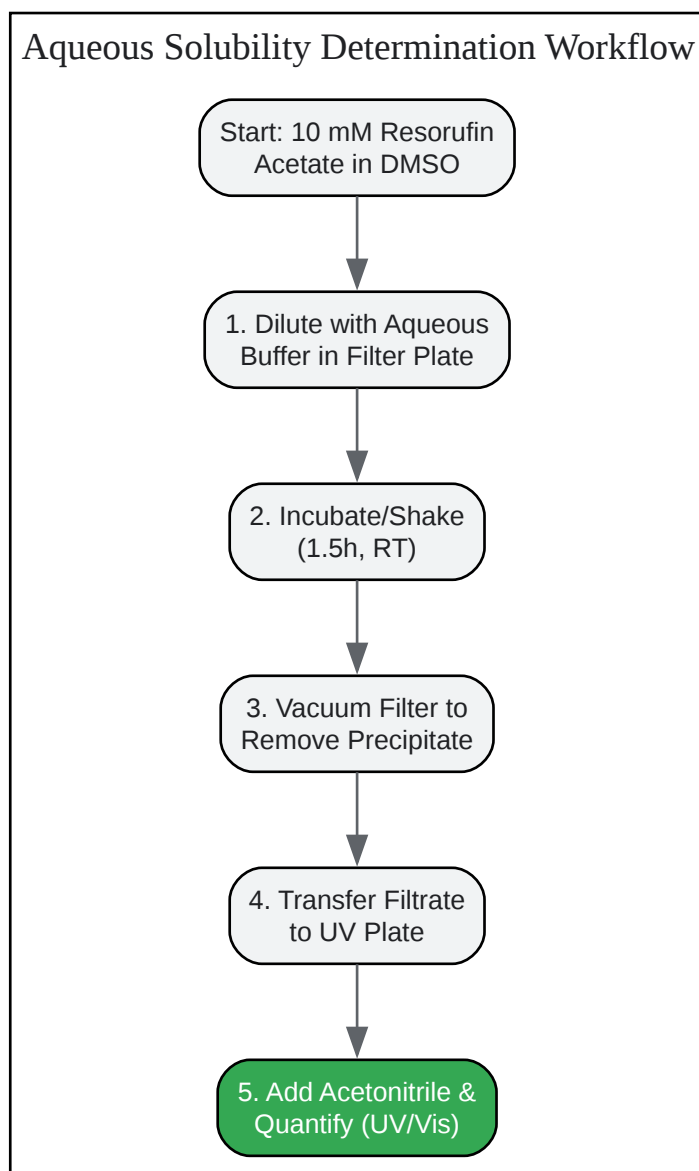 Aqueous Solubility Determination Workflow
Start: 10 mM Resorufin
Acetate in DMSO
1. Dilute with Aqueous
Buffer in Filter Plate
2. Incubate/Shake
(1.5h, RT)
3. Vacuum Filter to
Remove Precipitate
4. Transfer Filtrate
to UV Plate
5. Add Acetonitrile &
Quantify (UV/Vis)